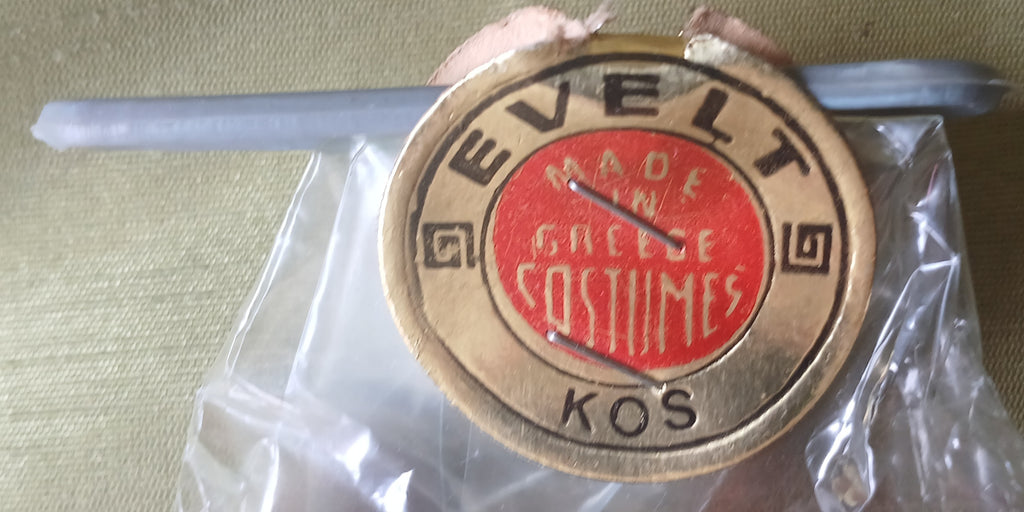 EVELT
MADE
IN
GREECE
COSTUMES
KOS